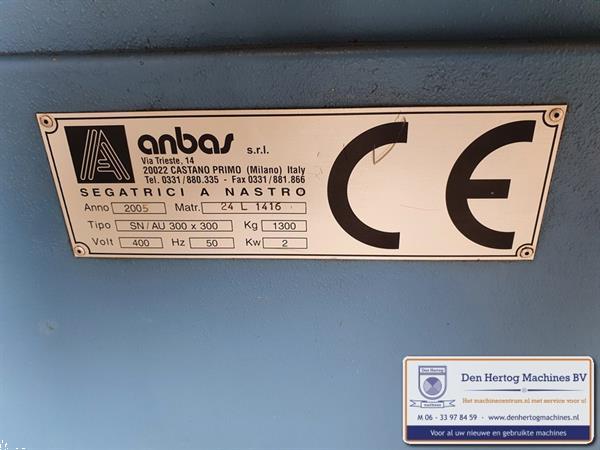 anbas s.r.l.
Via Trieste, 14
20022 CASTANO PRIMO (Milano) Italy
Tel. 0331/880.335 - Fax 0331/881.866
SEGATRICI A NASTRO
Anno 2005 Matr. 24 L 1416
Tipo SN/AU 300 x 300 Kg 1300
Volt 400 Hz 50 Kw 2
CE
Den Hertog Machines BV
Het machinecentrum.nl met service voor u!
M 06 - 33 97 84 59 - www.denhertogmachines.nl
Voor al uw nieuwe en gebruikte machines